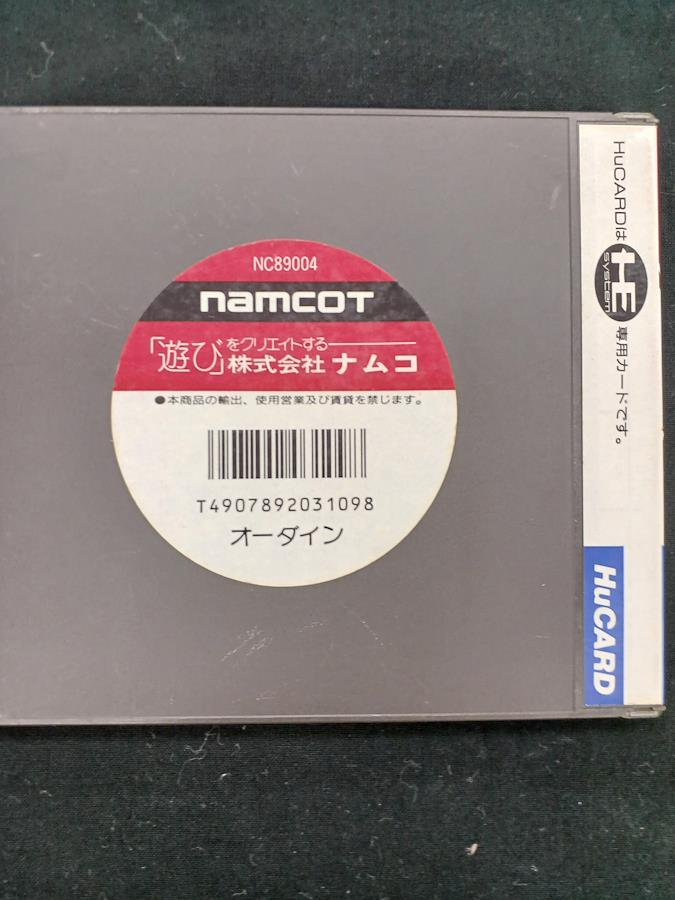 NC89004
namcoT
「遊び」をクリエイトする
株式会社 ナムコ
●本商品の輸出、使用営業及び賃貸を禁じます。
T4907892031098
オーダイン
HuCARDは HE system 専用カードです。
HuCARD